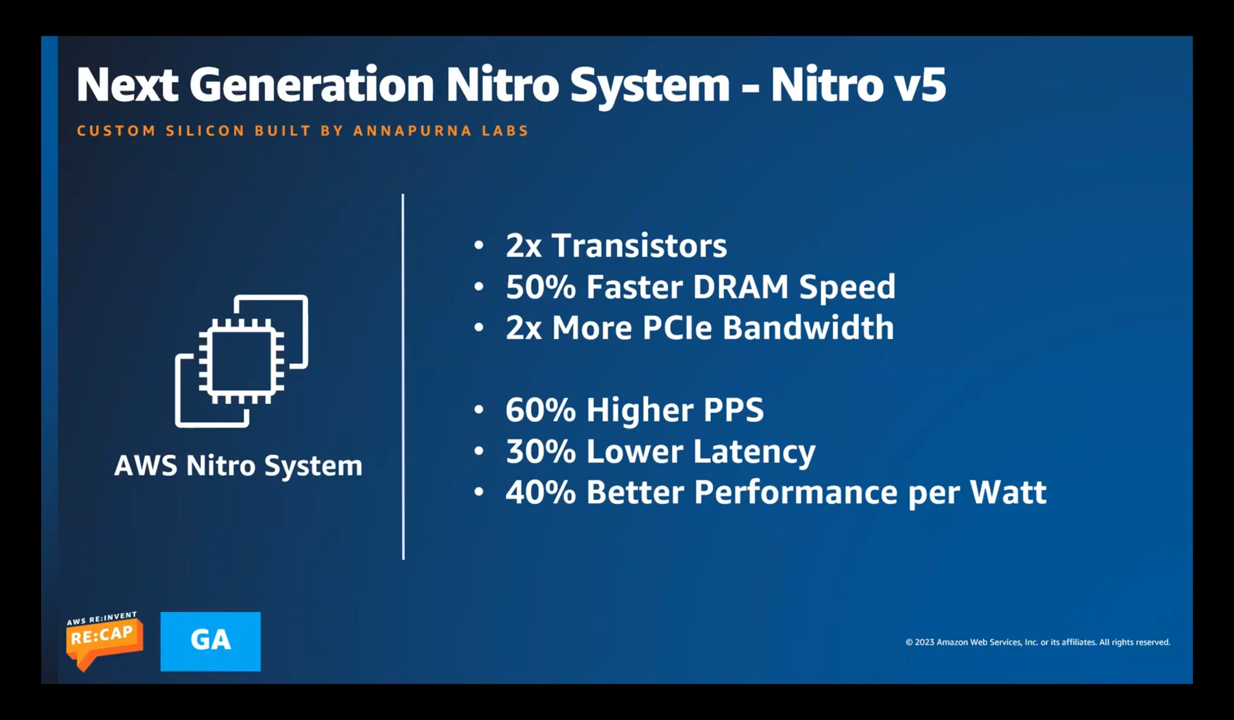 Next Generation Nitro System - Nitro v5
CUSTOM SILICON BUILT BY ANNAPURNA LABS
AWS Nitro System
• 2x Transistors
• 50% Faster DRAM Speed
• 2x More PCIe Bandwidth
• 60% Higher PPS
• 30% Lower Latency
• 40% Better Performance per Watt
AWS RE:INVENT
RE:CAP
GA
© 2023 Amazon Web Services, Inc. or its affiliates. All rights reserved.